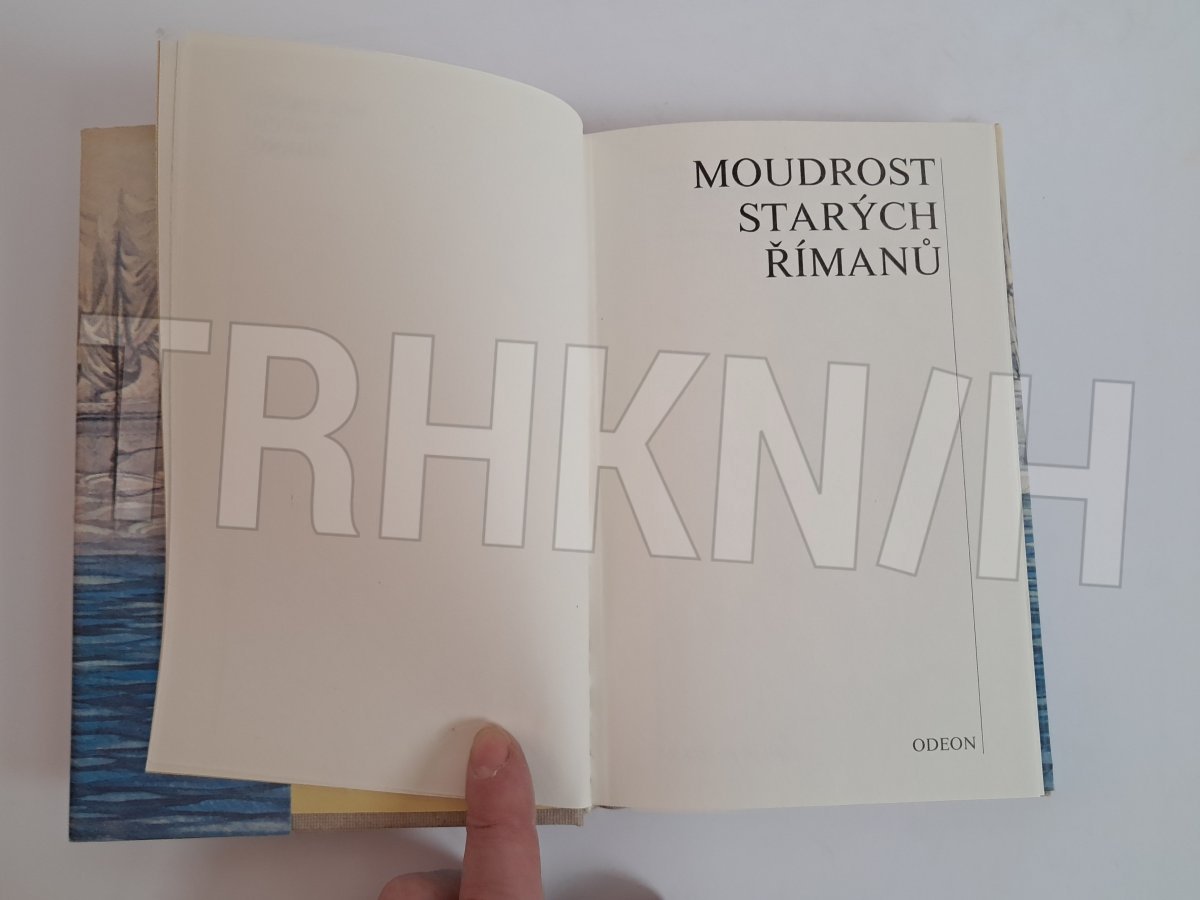 MOUDROST
STARÝCH
ŘÍMANŮ
TRHKNIH
ODEON